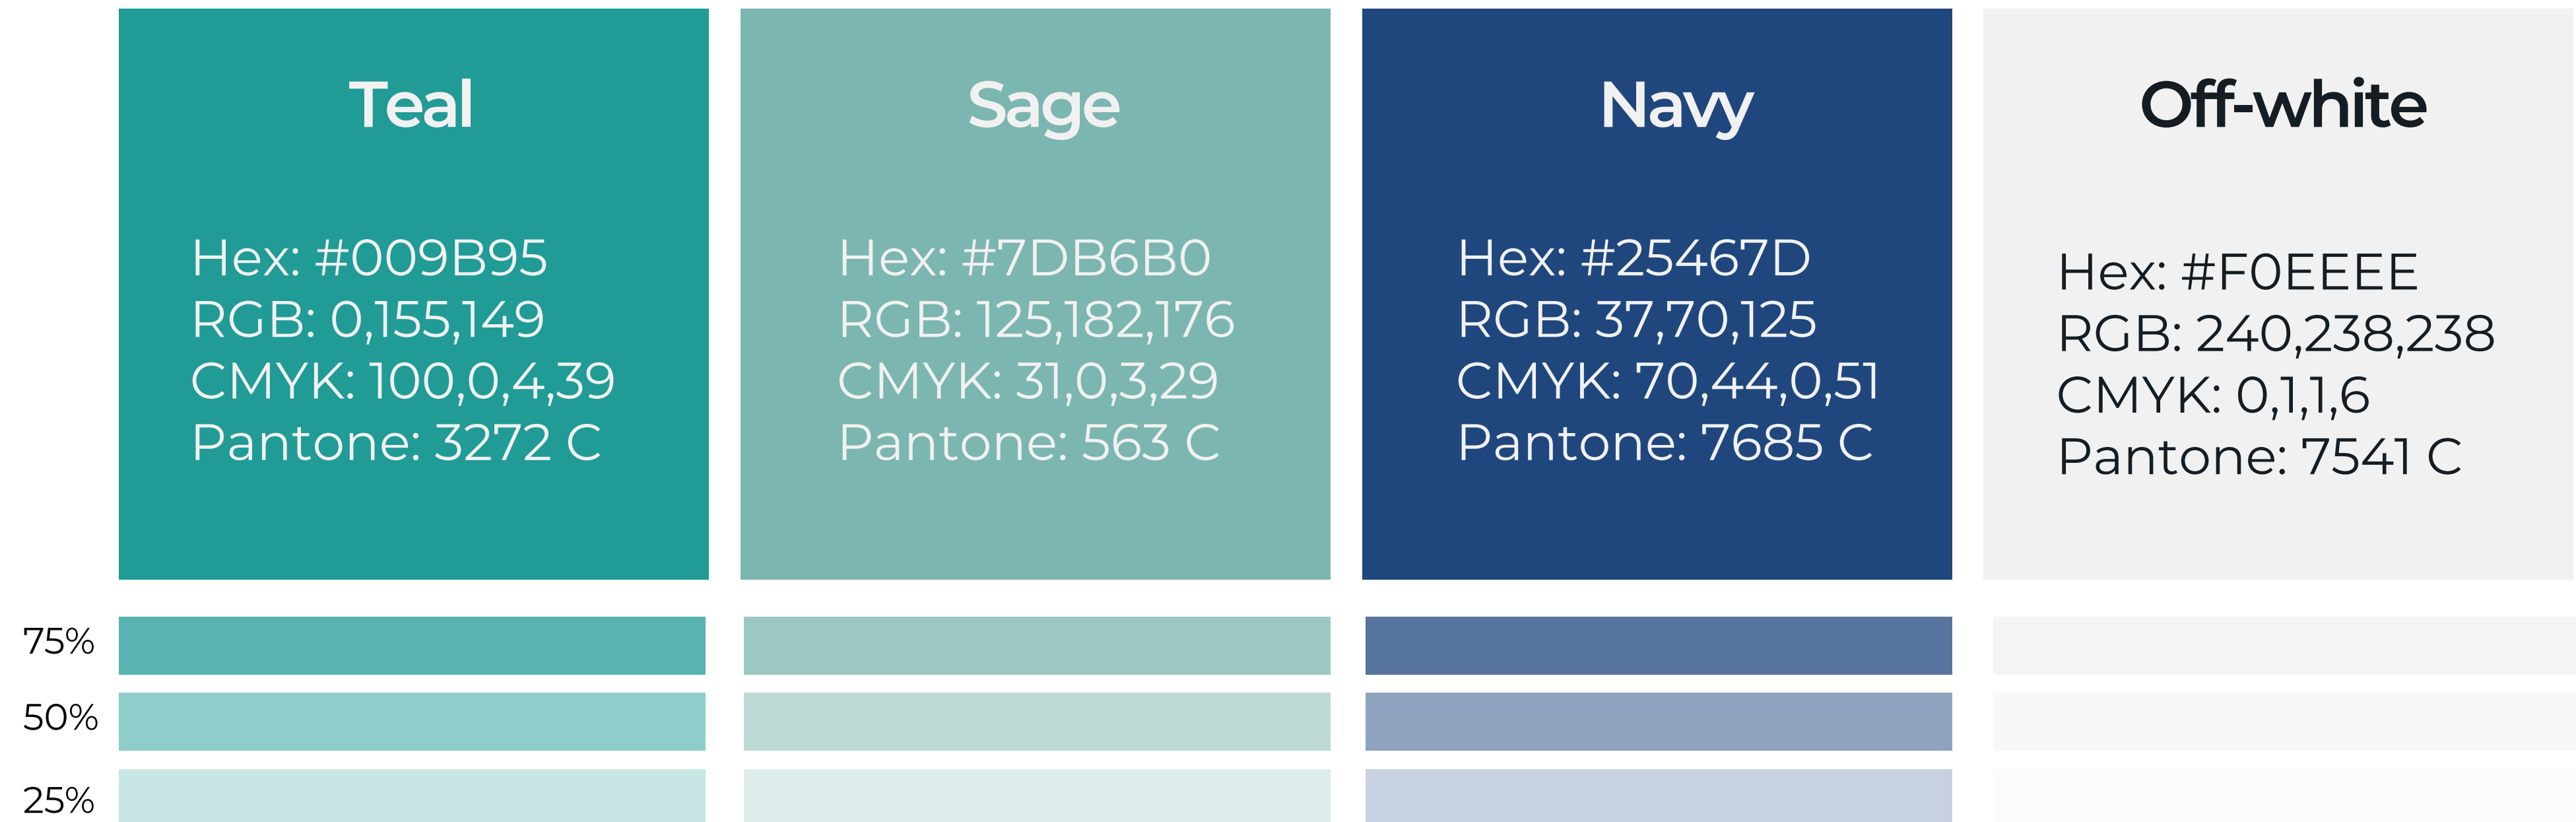 Teal
Hex: #009B95
RGB: 0,155,149
CMYK: 100,0,4,39
Pantone: 3272 C
Sage
Hex: #7DB6B0
RGB: 125,182,176
CMYK: 31,0,3,29
Pantone: 563 C
Navy
Hex: #25467D
RGB: 37,70,125
CMYK: 70,44,0,51
Pantone: 7685 C
Off-white
Hex: #F0EEEE
RGB: 240,238,238
CMYK: 0,1,1,6
Pantone: 7541 C
75%
50%
25%